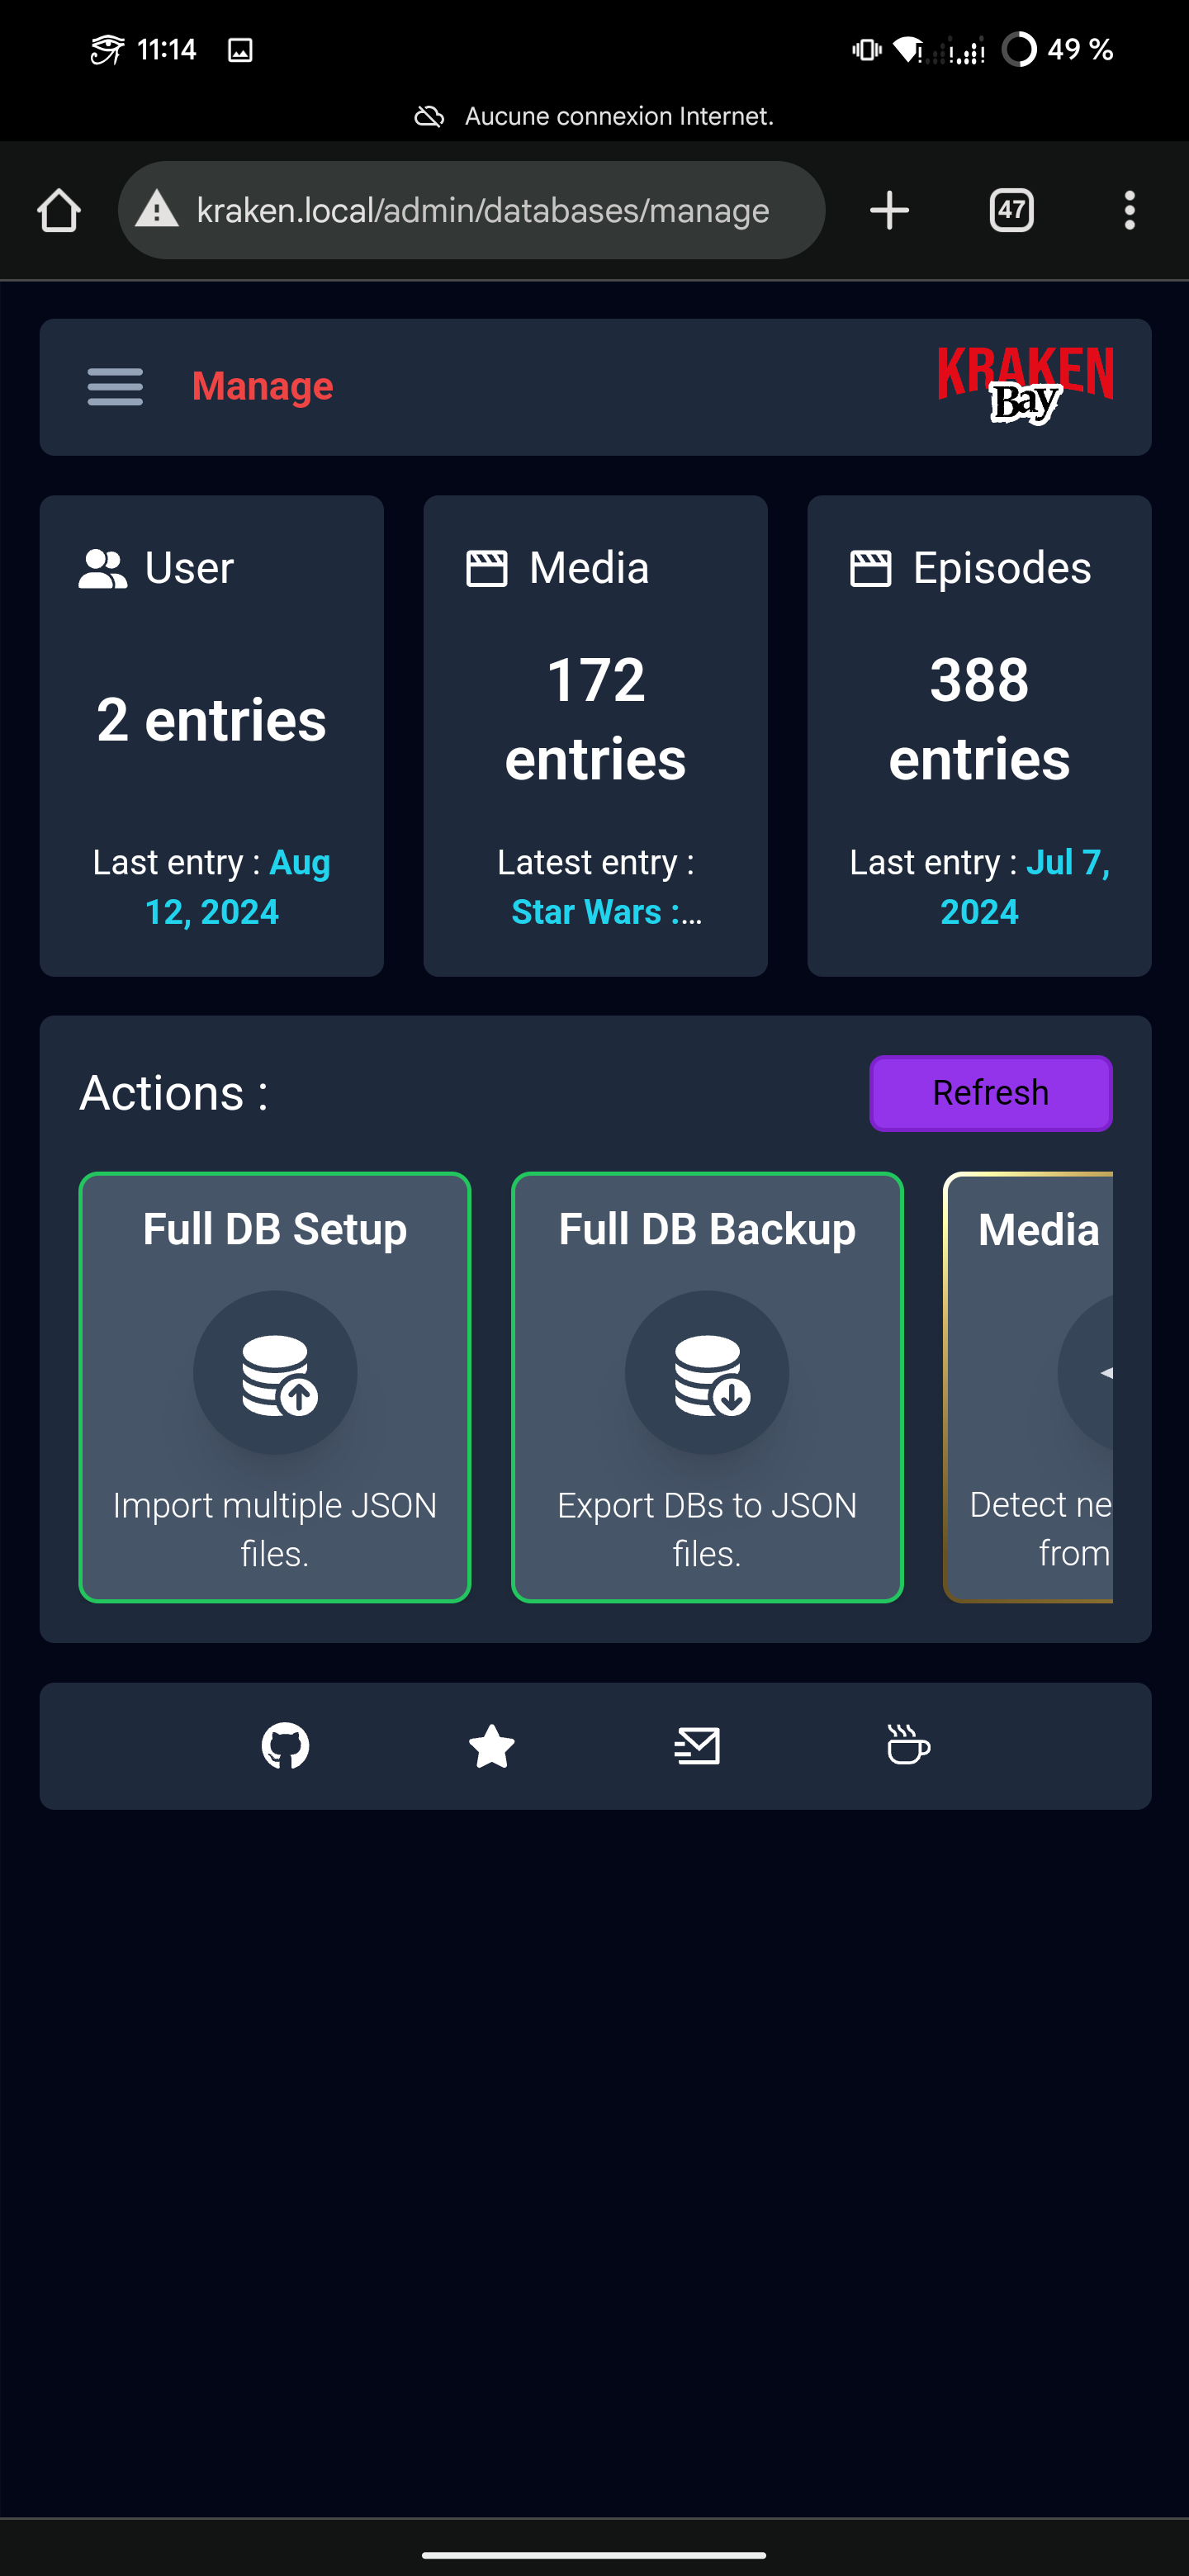 11:14
49 %
Aucune connexion Internet.
kraken.local/admin/databases/manage
47
Manage
KRAKEN
Bay
User
2 entries
Last entry : Aug
12, 2024
Media
172
entries
Latest entry :
Star Wars :...
Episodes
388
entries
Last entry : Jul 7,
2024
Actions :
Refresh
Full DB Setup
Import multiple JSON
files.
Full DB Backup
Export DBs to JSON
files.
Media
Detect ne
from